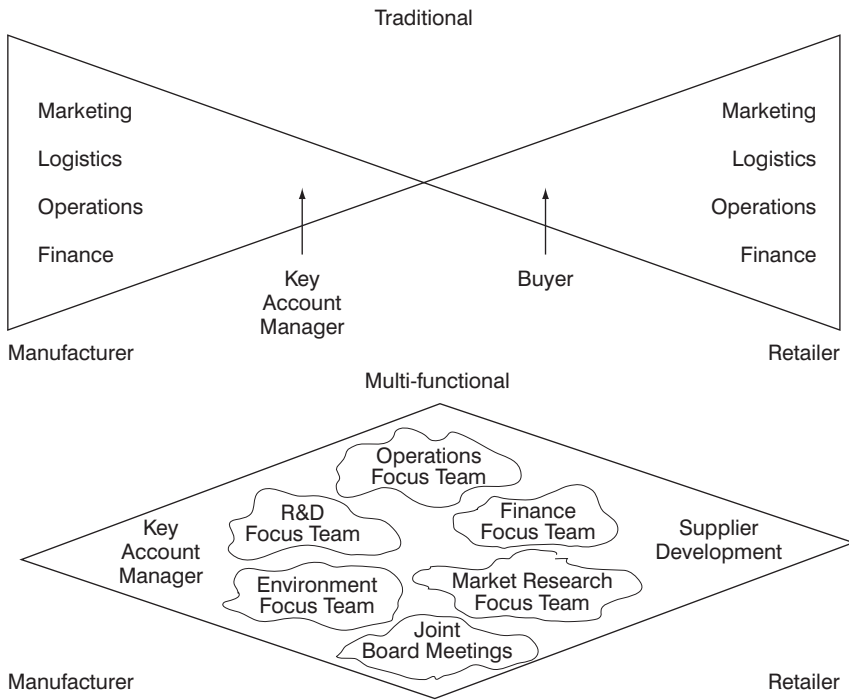 Traditional
Marketing
Logistics
Operations
Finance
Marketing
Logistics
Operations
Finance
Key
Account
Manager
Buyer
Manufacturer
Retailer
Multi-functional
Operations
Focus Team
R&D
Focus Team
Finance
Focus Team
Key
Account
Manager
Supplier
Development
Environment
Focus Team
Market Research
Focus Team
Joint
Board Meetings
Manufacturer
Retailer